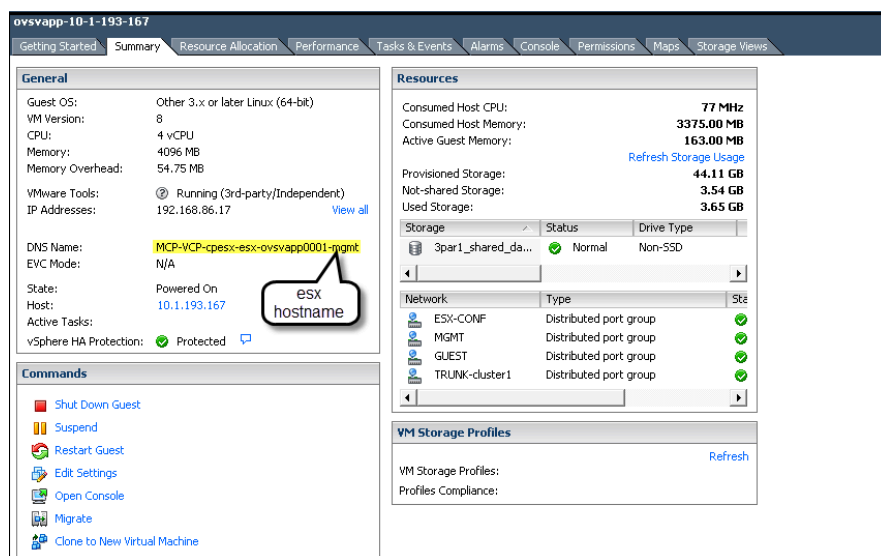 ovsvapp-10-1-193-167
Getting Started Summary Resource Allocation Performance Tasks & Events Alarms Console Permissions Maps Storage Views
General
Guest OS: Other 3.x or later Linux (64-bit)
VM Version: 8
CPU: 4 vCPU
Memory: 4096 MB
Memory Overhead: 54.75 MB
VMware Tools: Running (3rd-party/Independent)
IP Addresses: 192.168.86.17 View all
DNS Name: MCP-VCP-cpesx-esx-ovsvapp0001-mgmt
EVC Mode: N/A
State: Powered On
Host: 10.1.193.167
Active Tasks:
vSphere HA Protection: Protected
esx
hostname
Commands
Shut Down Guest
Suspend
Restart Guest
Edit Settings
Open Console
Migrate
Clone to New Virtual Machine
Resources
Consumed Host CPU: 77 MHz
Consumed Host Memory: 3375.00 MB
Active Guest Memory: 163.00 MB
Refresh Storage Usage
Provisioned Storage: 44.11 GB
Not-shared Storage: 3.54 GB
Used Storage: 3.65 GB
Storage Status Drive Type
3par1_shared_da... Normal Non-SSD
Network Type Sta
ESX-CONF Distributed port group
MGMT Distributed port group
GUEST Distributed port group
TRUNK-cluster1 Distributed port group
VM Storage Profiles
Refresh
VM Storage Profiles:
Profiles Compliance: